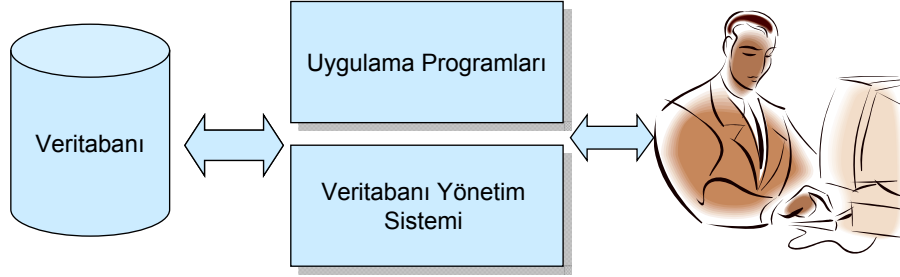 Veritabanı
Uygulama Programları
Veritabanı Yönetim
Sistemi